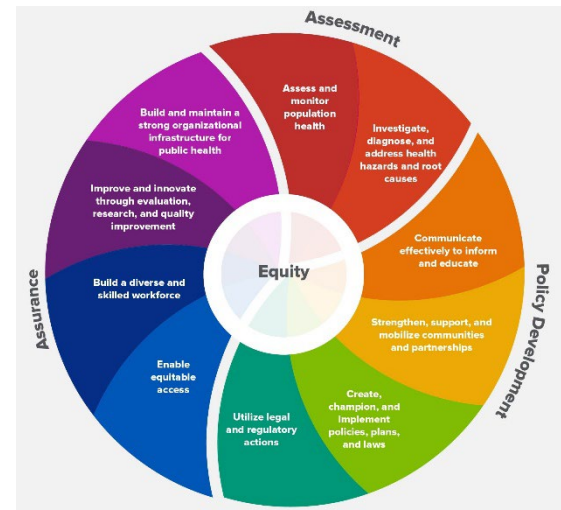 Assessment
Assess and
monitor
population
health
Investigate,
diagnose, and
address health
hazards and root
causes
Policy Development
Communicate
effectively to inform
and educate
Strengthen, support, and
mobilize communities
and partnerships
Create,
champion, and
implement
policies, plans,
and laws
Utilize legal
and regulatory
actions
Assurance
Enable
equitable
access
Build a diverse and
skilled workforce
Improve and innovate
through evaluation,
research, and quality
improvement
Build and maintain a
strong organizational
infrastructure for
public health
Equity